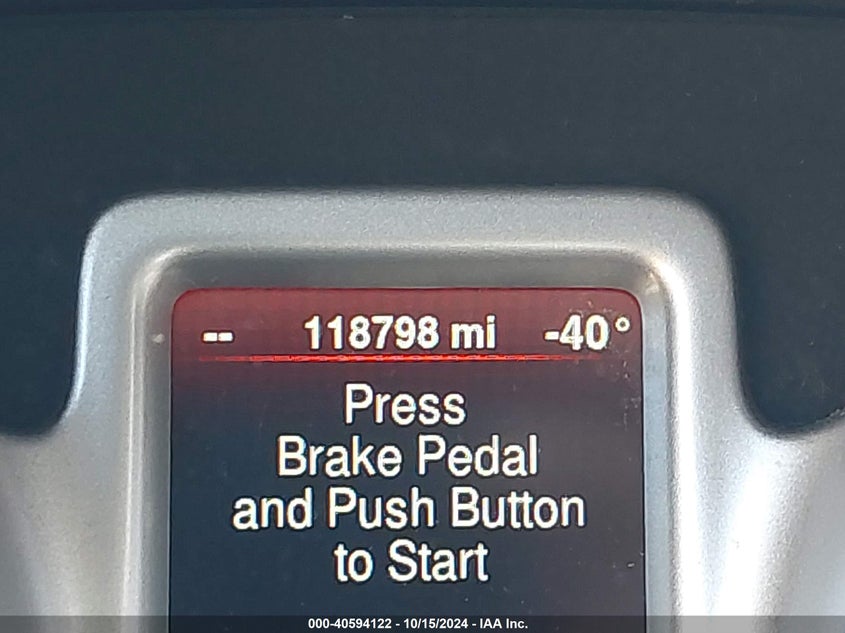 -- 118798 mi -40°
Press
Brake Pedal
and Push Button
to Start
000-40594122 - 10/15/2024 - IAA Inc.